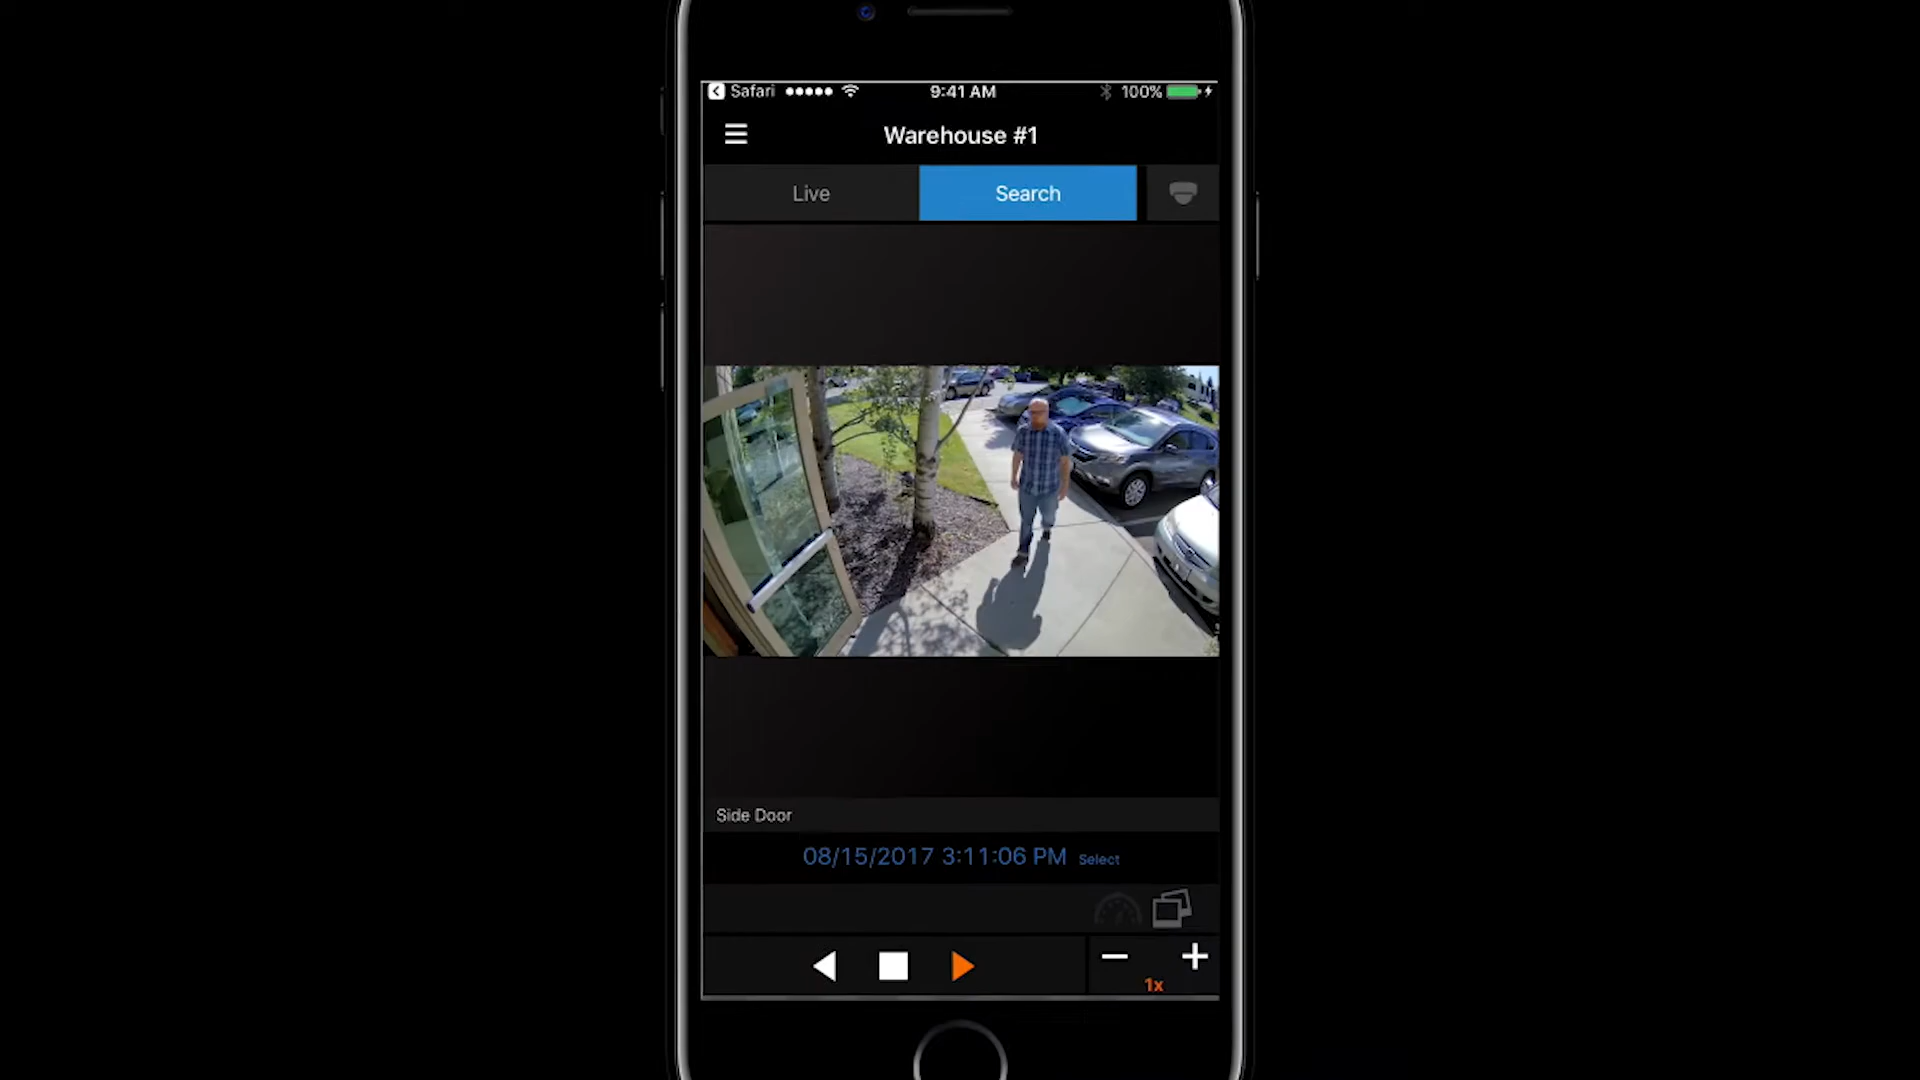 Safari 9:41 AM 100%
Warehouse #1
Live Search
Side Door
08/15/2017 3:11:06 PM Select
1x